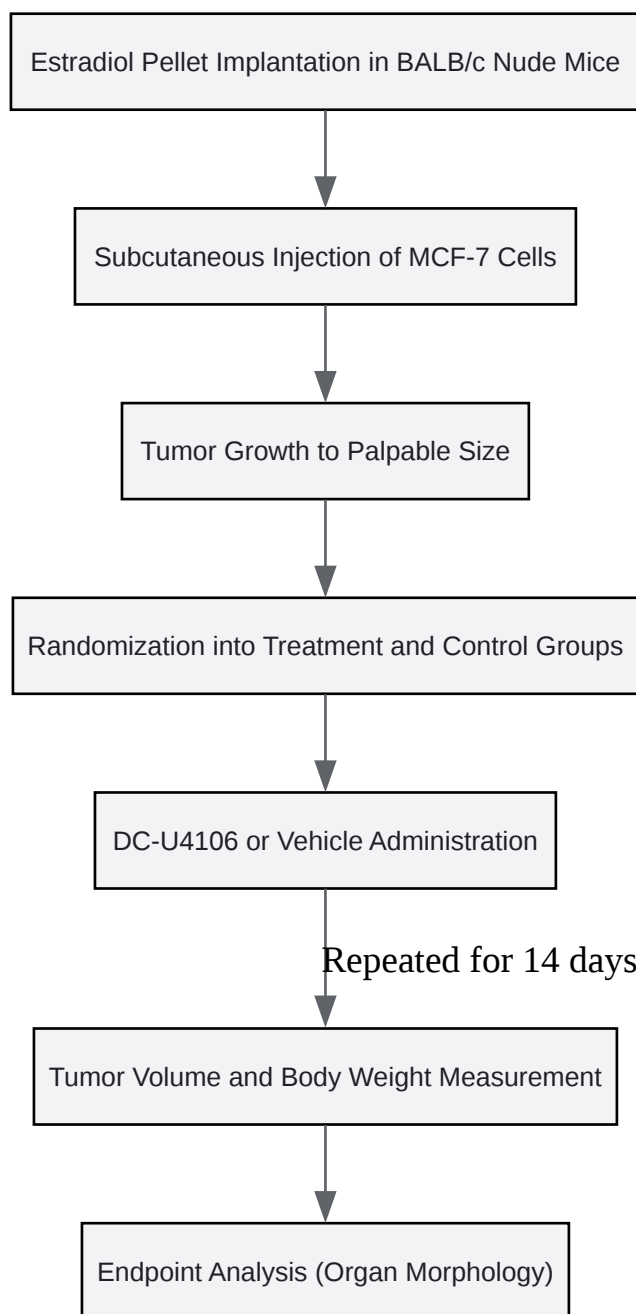 Estradiol Pellet Implantation in BALB/c Nude Mice
Subcutaneous Injection of MCF-7 Cells
Tumor Growth to Palpable Size
Randomization into Treatment and Control Groups
DC-U4106 or Vehicle Administration
Repeated for 14 days
Tumor Volume and Body Weight Measurement
Endpoint Analysis (Organ Morphology)